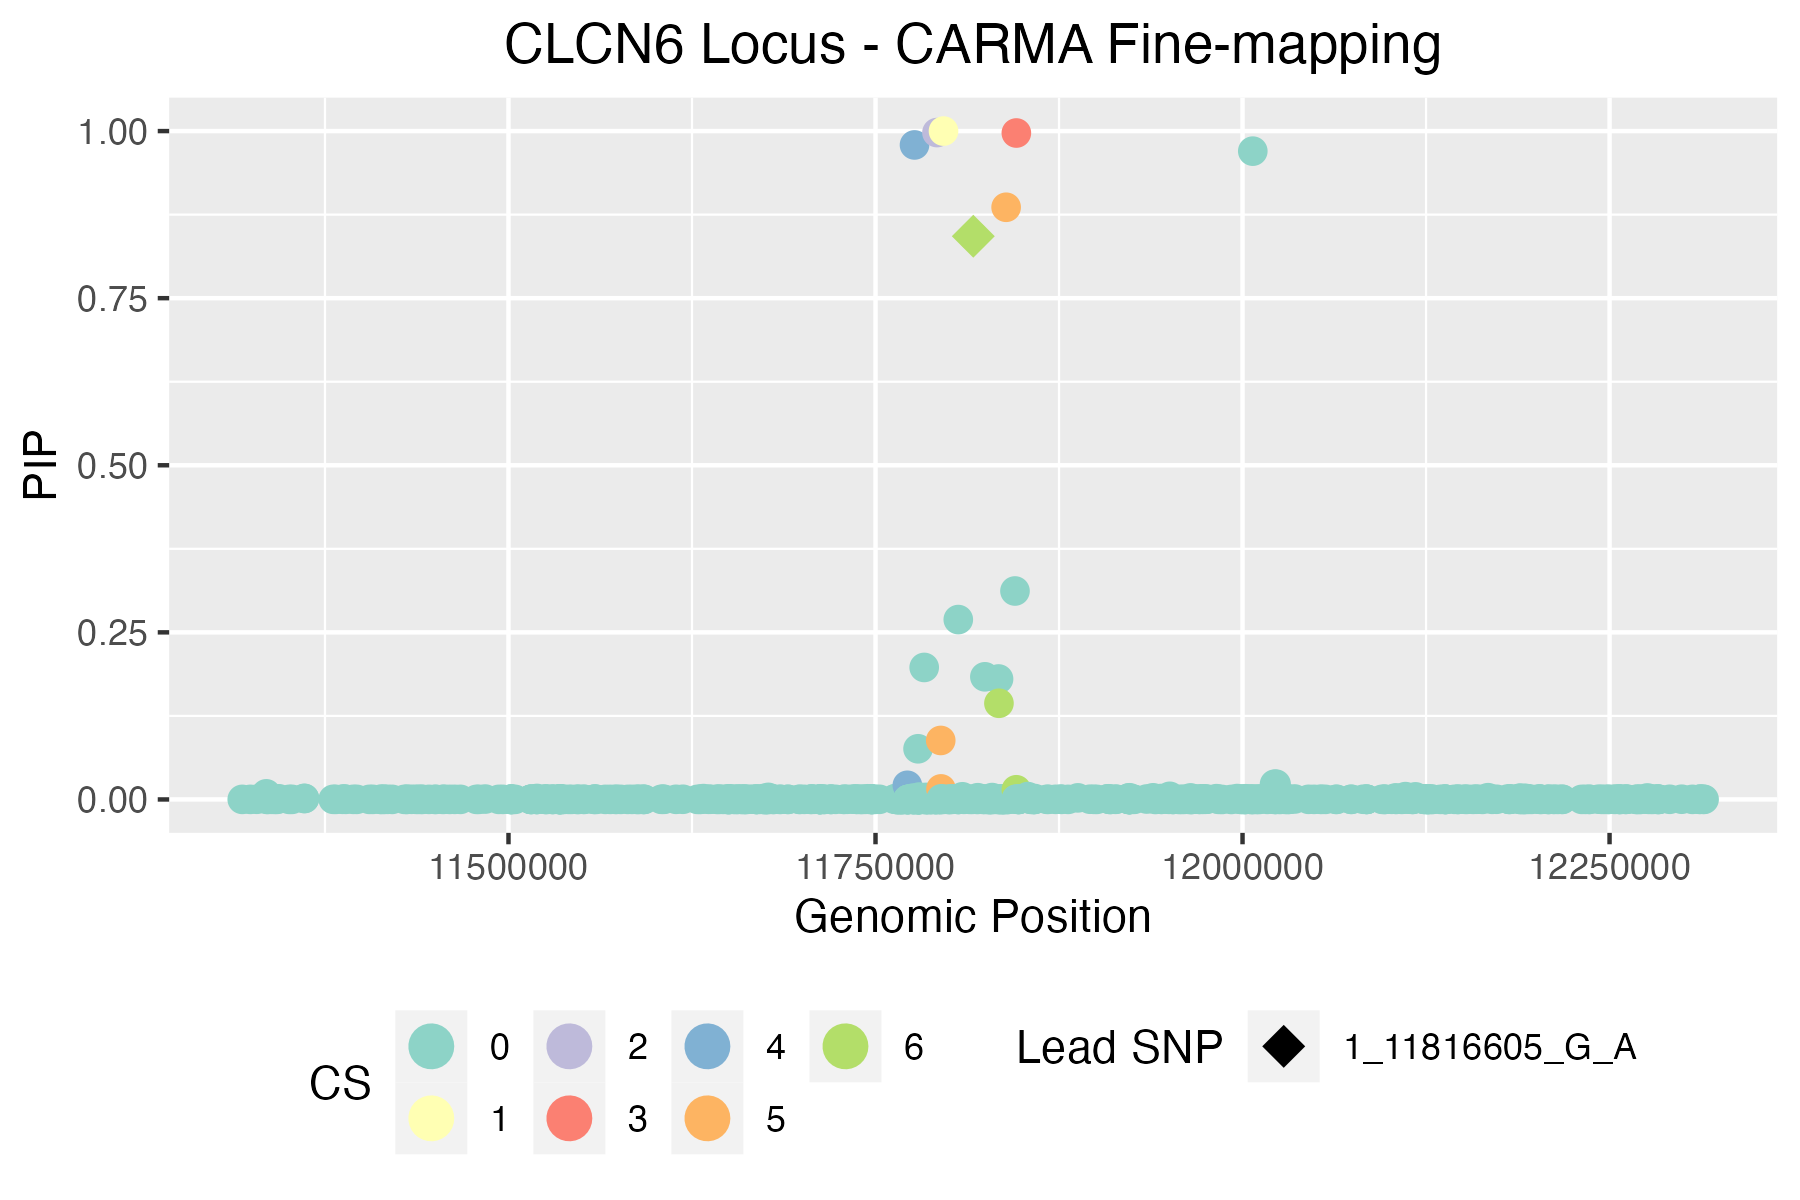 CLCN6 Locus - CARMA Fine-mapping
1.00
0.75
0.50
0.25
0.00
PIP
11500000 11750000 12000000 12250000
Genomic Position
CS
0 2 4 6
1 3 5
Lead SNP 1_11816605_G_A